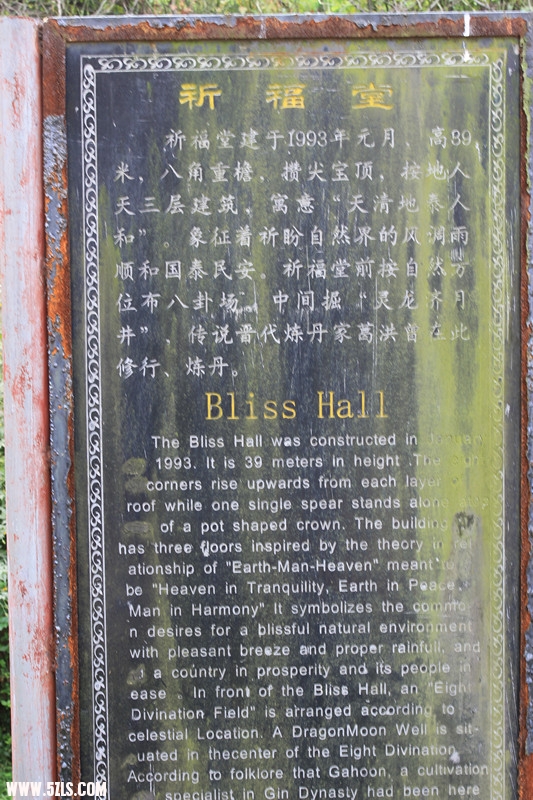 祈福堂
祈福堂建于1993年元月、高89
米，八角重檐，攒尖宝顶，按地人
天三层建筑，寓意“天清地泰人
和”。象征着祈盼自然界的风调雨
顺和国泰民安。祈福堂前按自然方
位布八卦场，中间掘“灵龙齐月
井”，传说晋代炼丹家葛洪曾在此
修行、炼丹。
Bliss Hall
The Bliss Hall was constructed in
1993. It is 39 meters in height .The
corners rise upwards from each layer
roof while one single spear stands alone
of a pot shaped crown. The building
has three floors inspired by the theory in
ationship of "Earth-Man-Heaven" meant
be "Heaven in Tranquility, Earth in Peace,
Man in Harmony" It symbolizes the commo
n desires for a blissful natural environment
with pleasant breeze and proper rainfull, and
a country in prosperity and its people in
ease In front of the Bliss Hall, an "Eight
Divination Field" is arranged according to
celestial Location. A DragonMoon Well is sit-
uated in thecenter of the Eight Divination,
According to folklore that Gahoon, a cultivation
specialist in Gin Dynasty had been here
WWW.5ZLS.COM